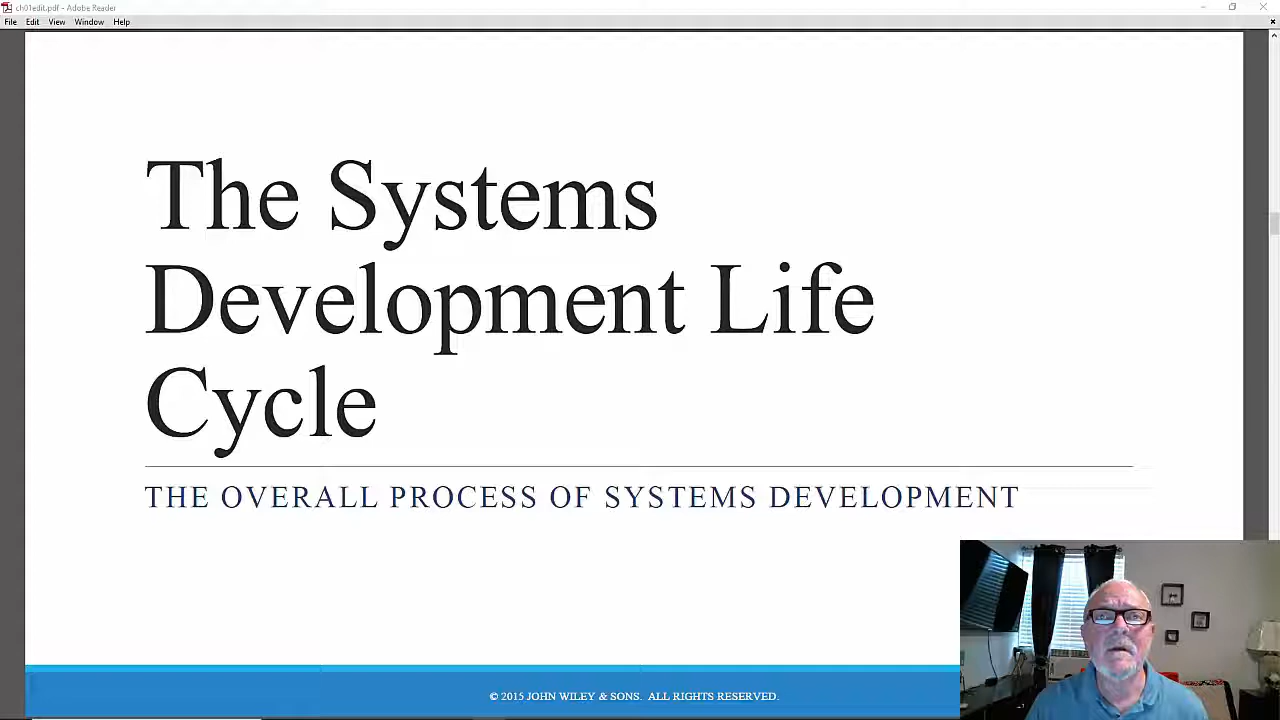 ch01edit.pdf - Adobe Reader
File Edit View Window Help
The Systems
Development Life
Cycle
THE OVERALL PROCESS OF SYSTEMS DEVELOPMENT
© 2015 JOHN WILEY & SONS. ALL RIGHTS RESERVED.